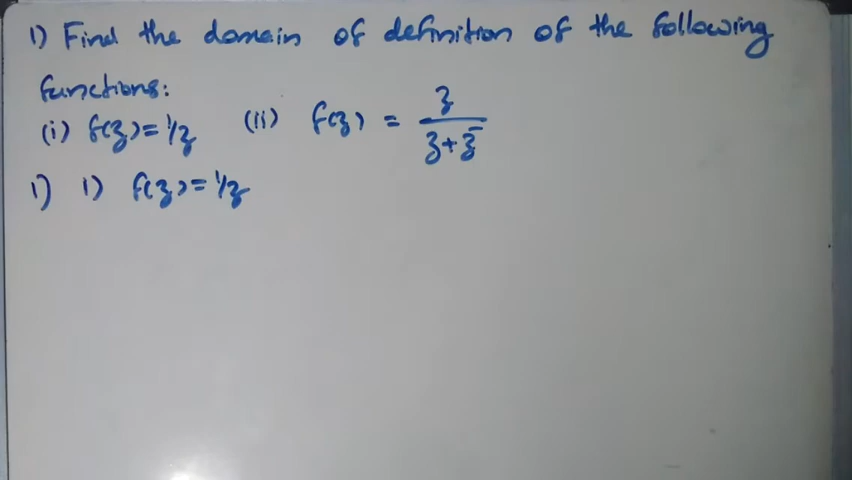 1) Find the domain of definition of the following
functions:
(i) f(z) = 1/z (ii) f(z) = z/(z + z̄)
1) 1) f(z) = 1/z